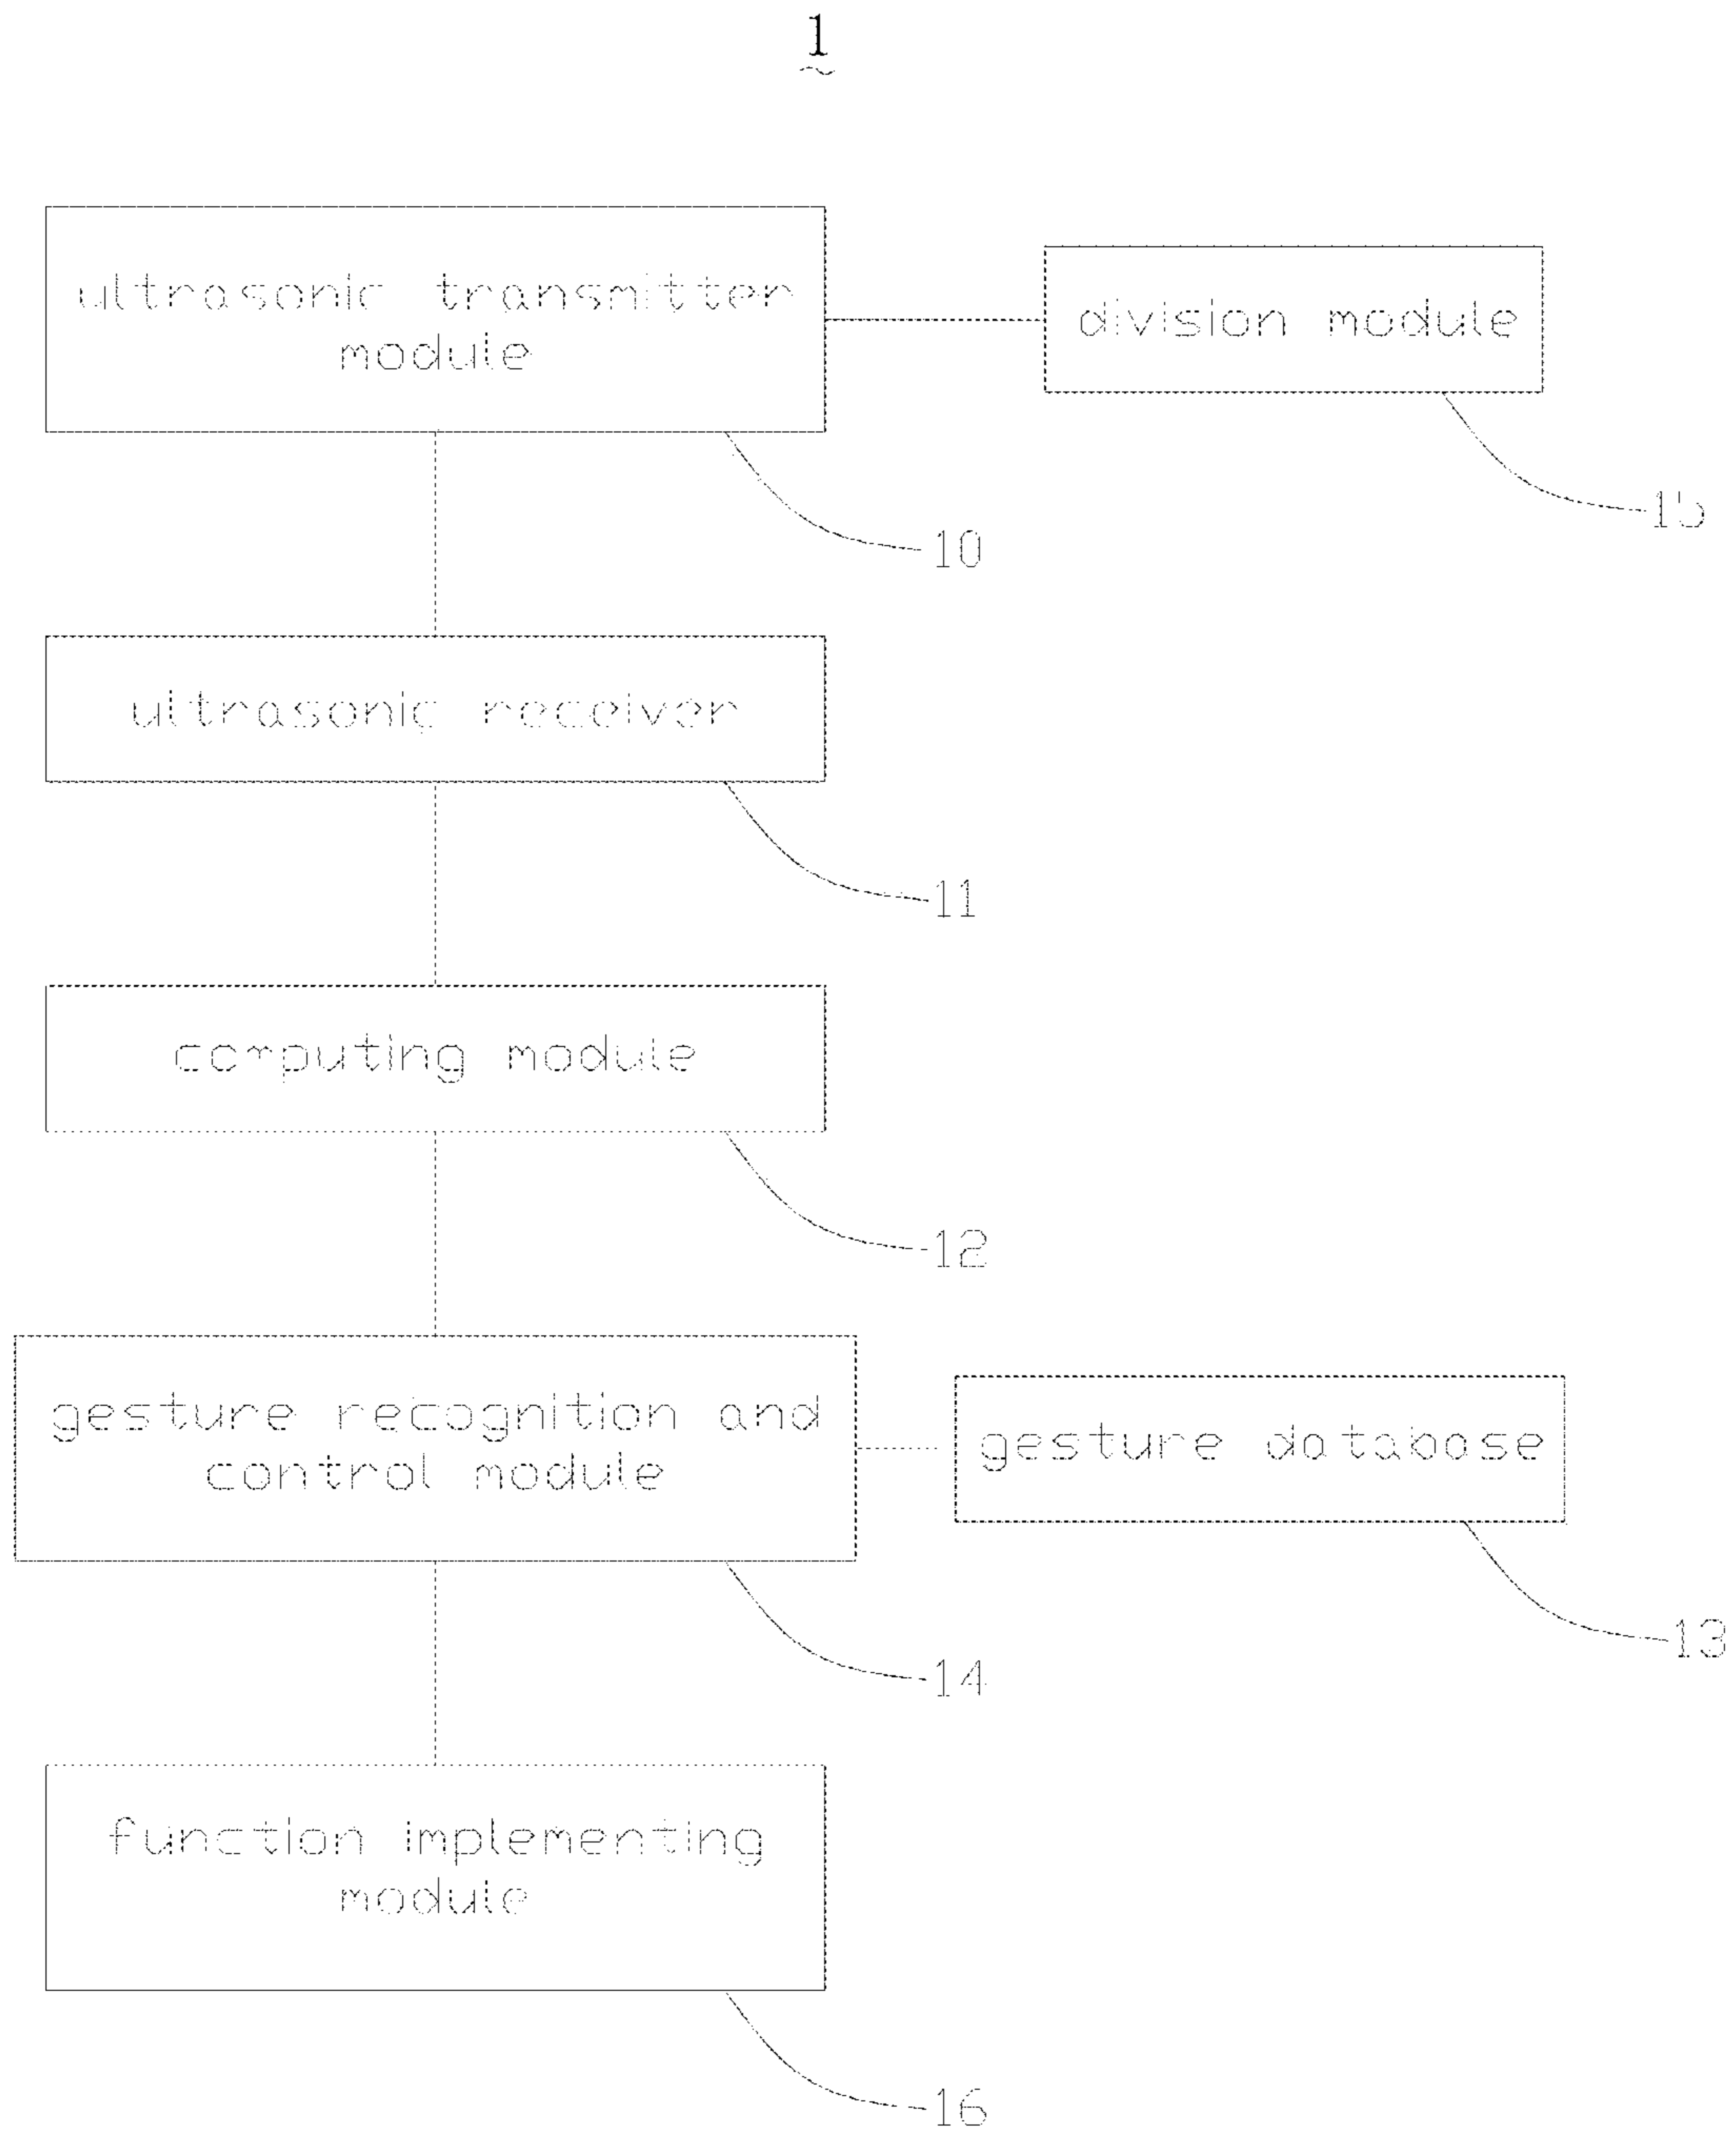 1
ultrasonic transmitter
module
division module
15
10
ultrasonic receiver
11
computing module
12
gesture recognition and
control module
gesture database
13
14
function implementing
module
16